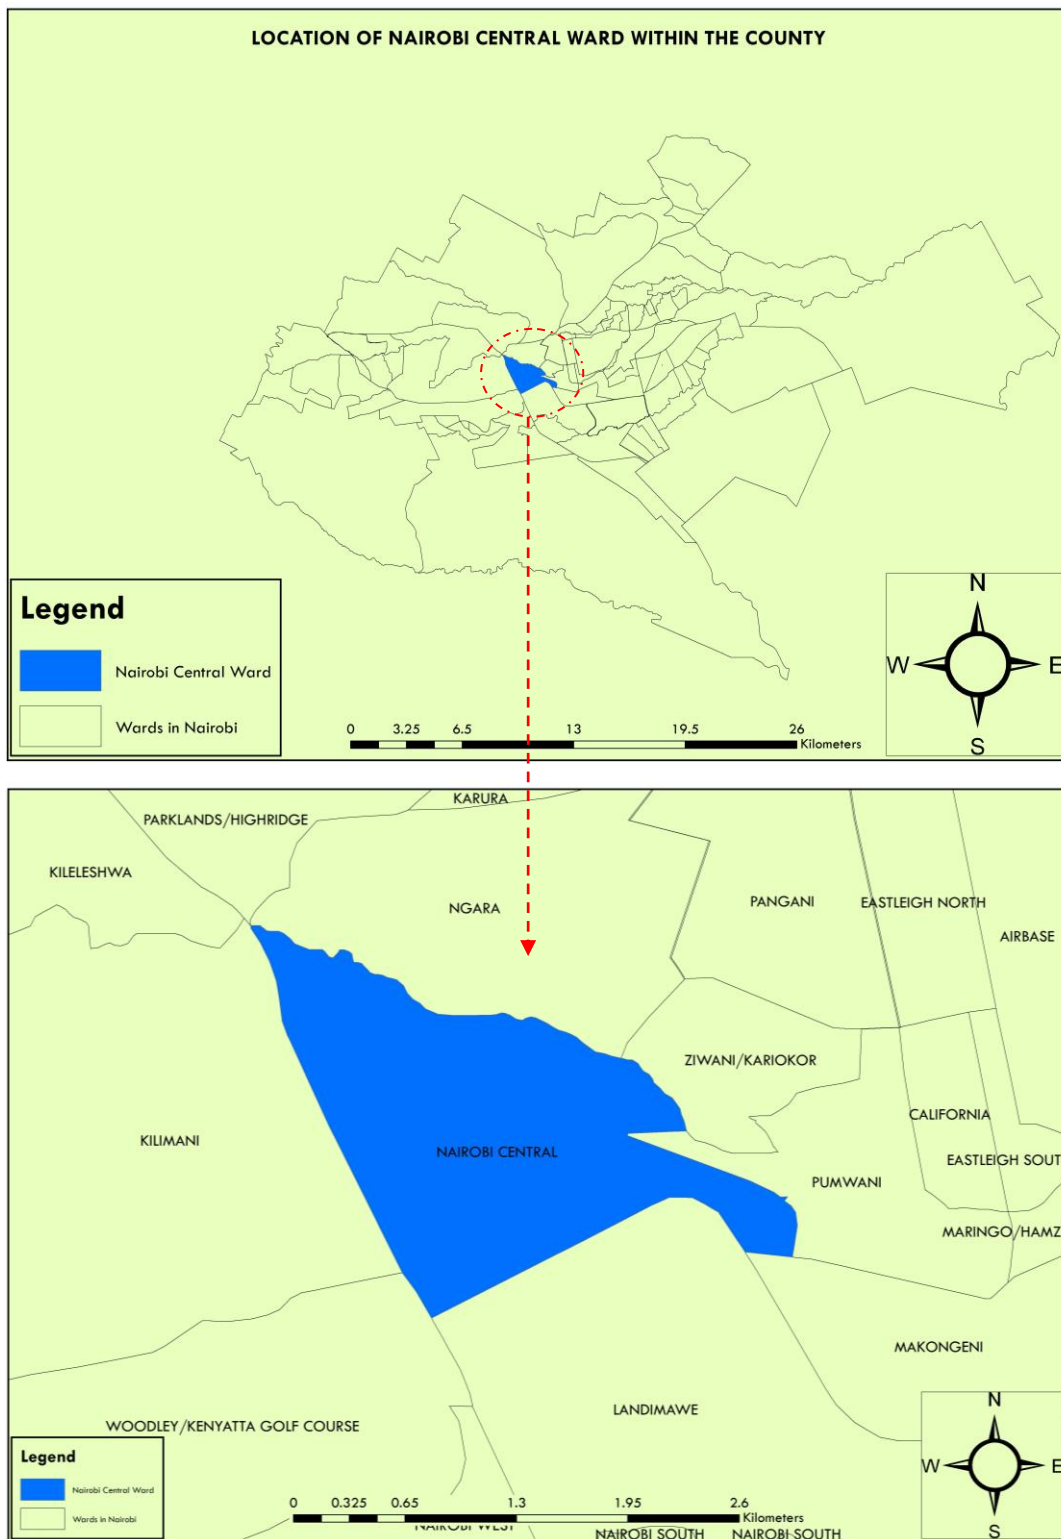 LOCATION OF NAIROBI CENTRAL WARD WITHIN THE COUNTY
Legend
Nairobi Central Ward
Wards in Nairobi
0 3.25 6.5 13 19.5 26
Kilometers
N
W E
S
KARURA
PARKLANDS/HIGHRIDGE
KILELESHWA
NGARA
PANGANI
EASTLEIGH NORTH
AIRBASE
ZIWANI/KARIOKOR
CALIFORNIA
KILIMANI
NAIROBI CENTRAL
EASTLEIGH SOUT
PUMWANI
MARINGO/HAMZ
MAKONGENI
LANDIMAWE
WOODLEY/KENYATTA GOLF COURSE
Legend
Nairobi Central Ward
Wards in Nairobi
0 0.325 0.65 1.3 1.95 2.6
Kilometers
NAIROBI WEST
NAIROBI SOUTH
NAIROBI SOUTH
N
W E
S